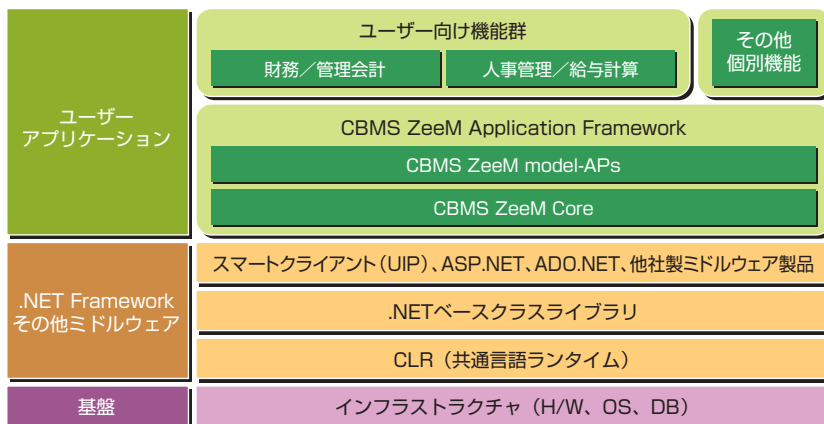 ユーザー
アプリケーション
ユーザー向け機能群
財務／管理会計
人事管理／給与計算
その他
個別機能
CBMS ZeeM Application Framework
CBMS ZeeM model-APs
CBMS ZeeM Core
.NET Framework
その他ミドルウェア
スマートクライアント（UIP）、ASP.NET、ADO.NET、他社製ミドルウェア製品
.NETベースクラスライブラリ
CLR（共通言語ランタイム）
基盤
インフラストラクチャ（H/W、OS、DB）